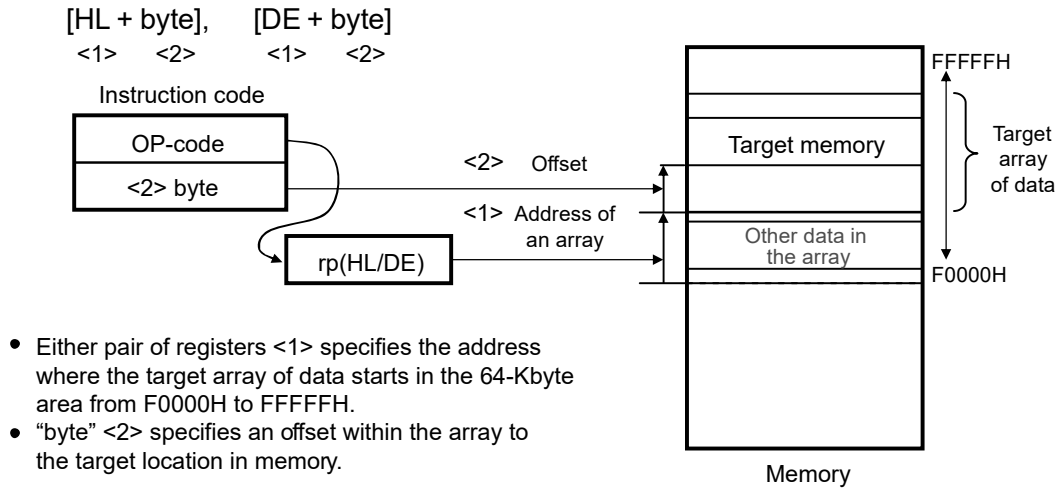 [HL + byte], [DE + byte]
<1> <2> <1> <2>
Instruction code
OP-code
<2> byte
rp(HL/DE)
<2> Offset
<1> Address of
an array
Target memory
Other data in
the array
FFFFFH
F0000H
Target
array
of data
Memory
• Either pair of registers <1> specifies the address
where the target array of data starts in the 64-Kbyte
area from F0000H to FFFFFH.
• “byte” <2> specifies an offset within the array to
the target location in memory.